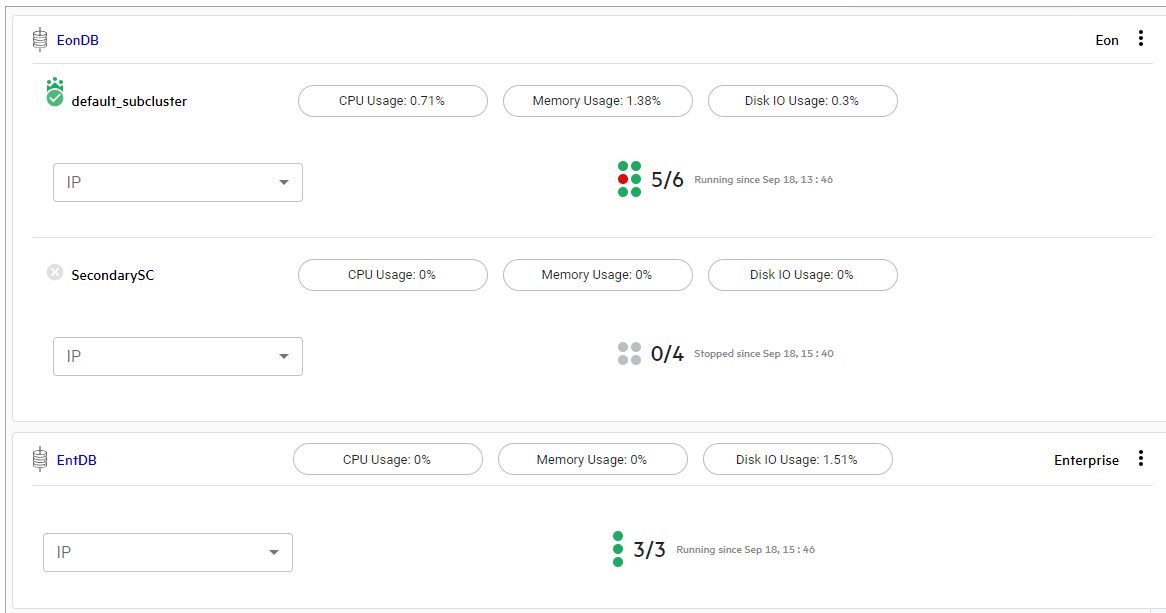 EonDB
Eon
default_subcluster
CPU Usage: 0.71%
Memory Usage: 1.38%
Disk IO Usage: 0.3%
IP
5/6
Running since Sep 18, 13 : 46
SecondarySC
CPU Usage: 0%
Memory Usage: 0%
Disk IO Usage: 0%
IP
0/4
Stopped since Sep 18, 15 : 40
EntDB
CPU Usage: 0%
Memory Usage: 0%
Disk IO Usage: 1.51%
Enterprise
IP
3/3
Running since Sep 18, 15 : 46